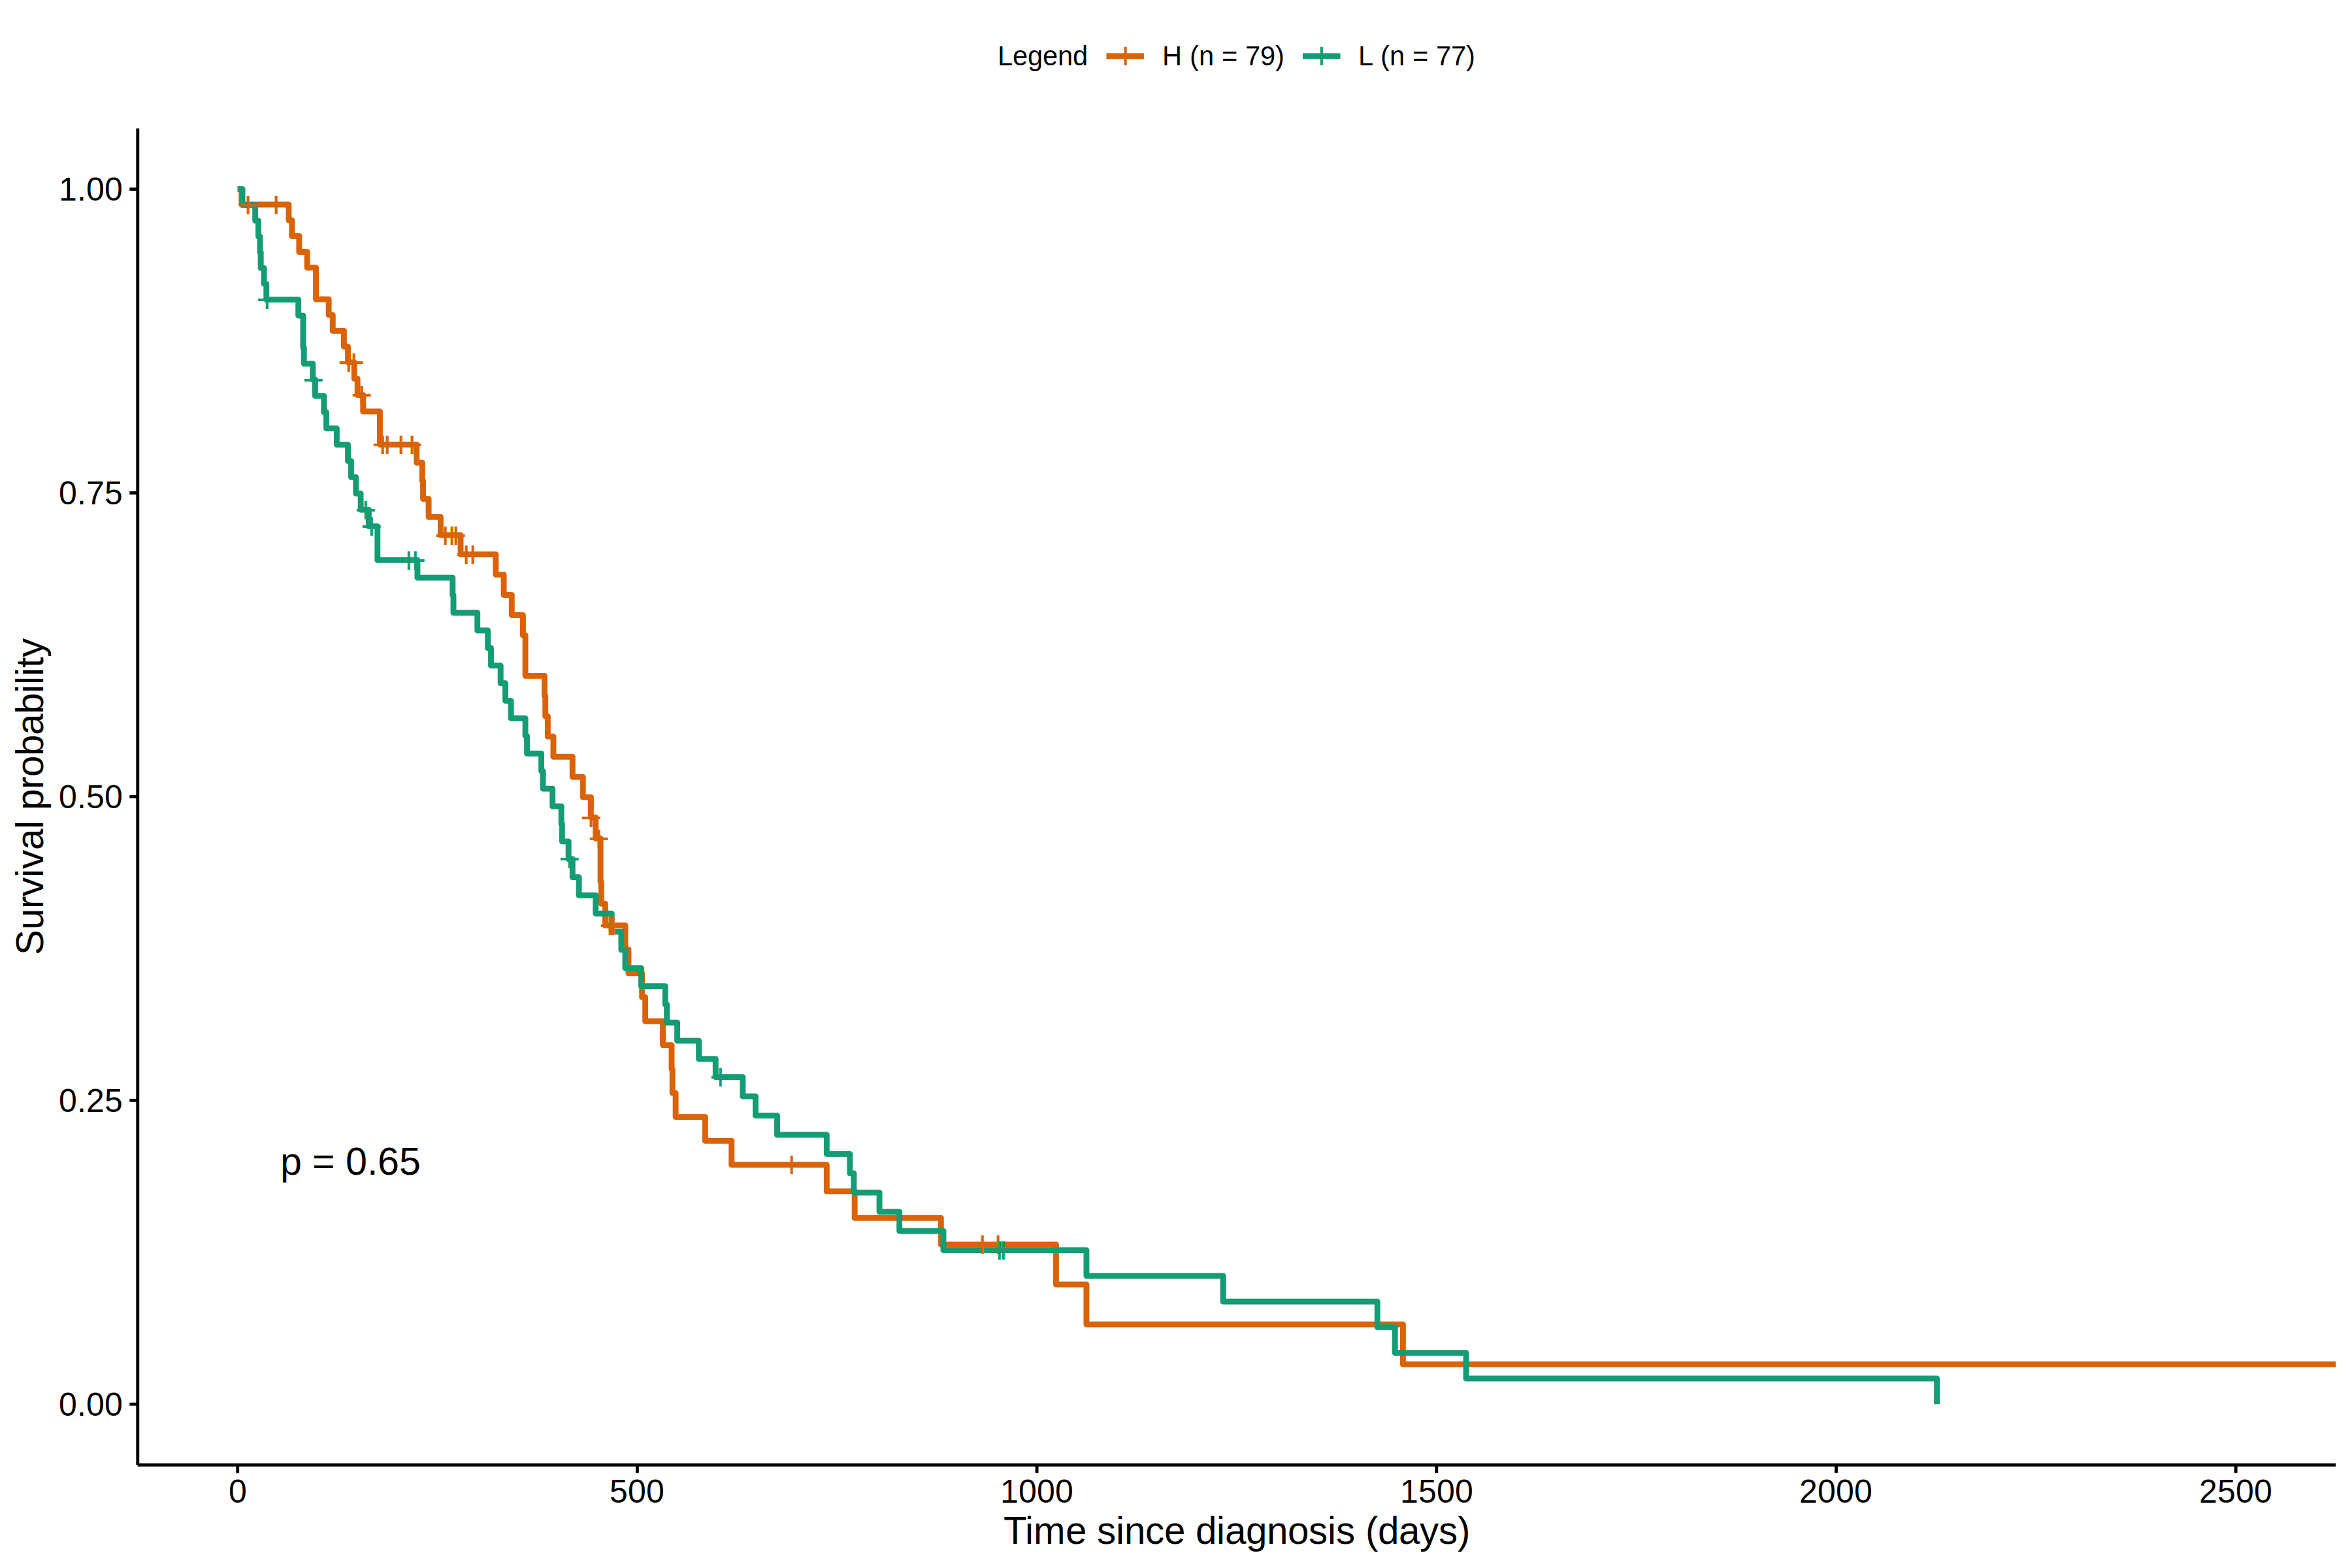 Legend H (n = 79) L (n = 77)
1.00
0.75
0.50
0.25
0.00
Survival probability
p = 0.65
0 500 1000 1500 2000 2500
Time since diagnosis (days)